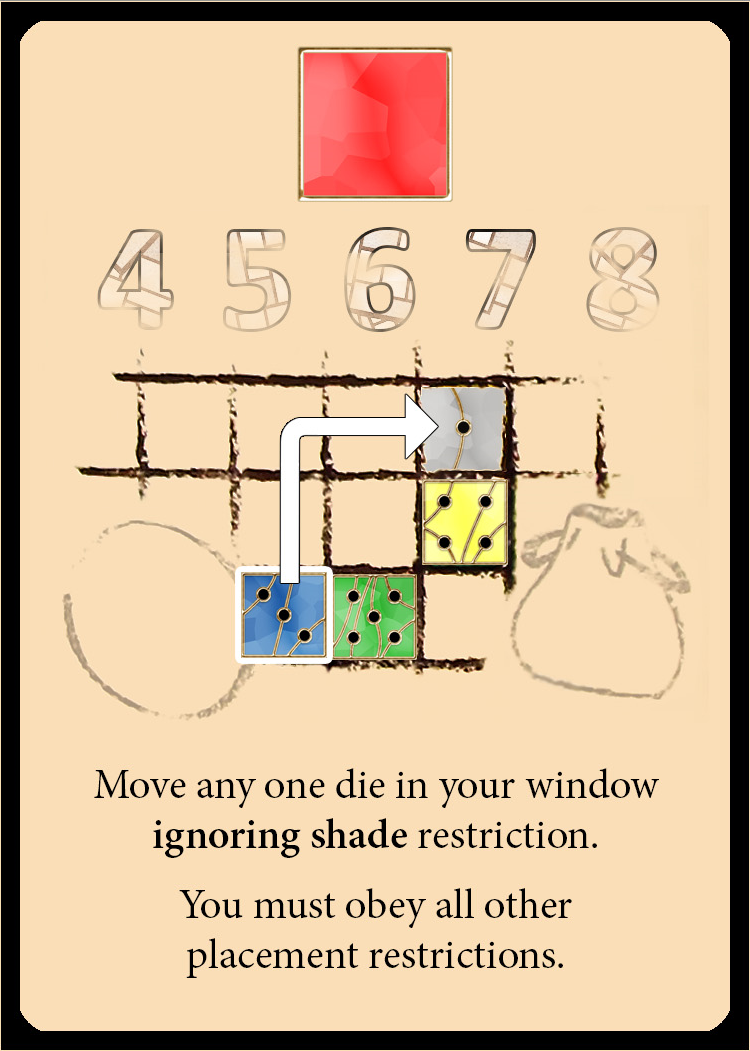 4 5 6 7 8
Move any one die in your window
ignoring shade restriction.
You must obey all other
placement restrictions.